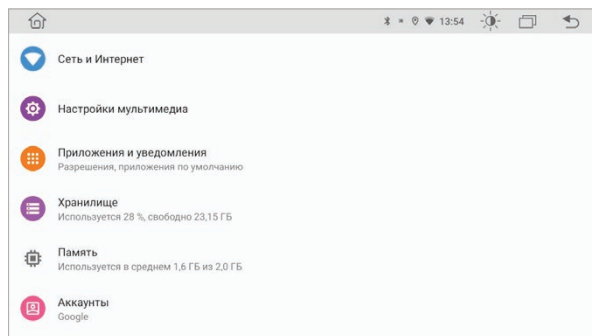 13:54
Сеть и Интернет
Настройки мультимедиа
Приложения и уведомления
Разрешения, приложения по умолчанию
Хранилище
Используется 28 %, свободно 23,15 ГБ
Память
Используется в среднем 1,6 ГБ из 2,0 ГБ
Аккаунты
Google